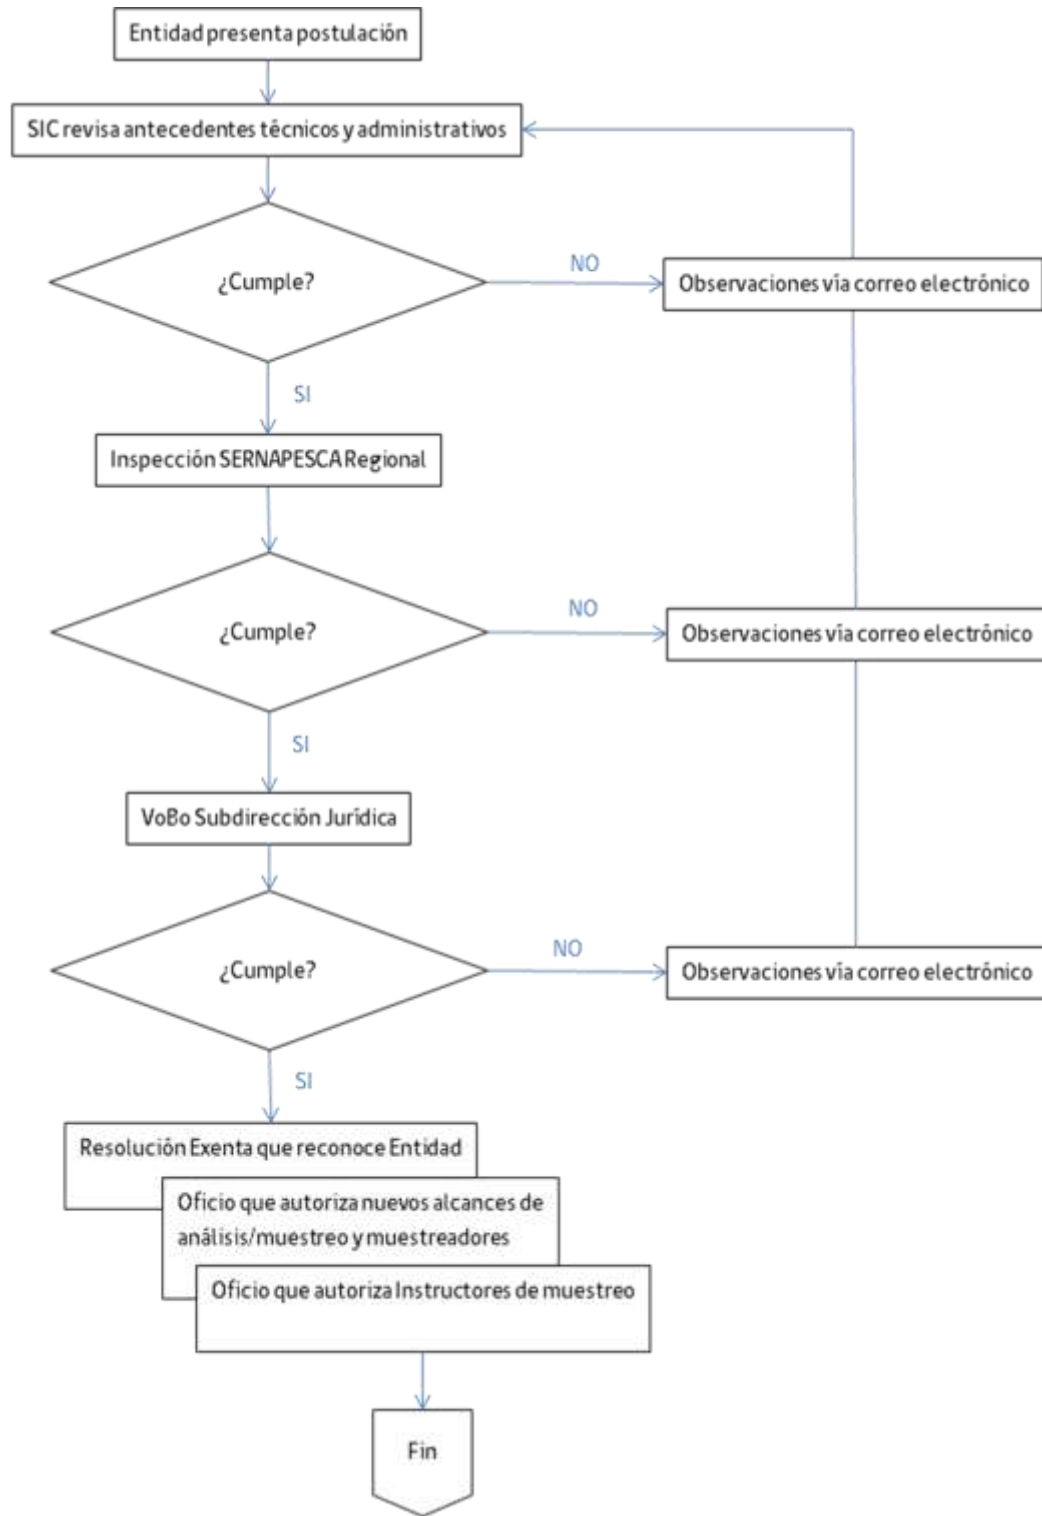 Entidad presenta postulación
SIC revisa antecedentes técnicos y administrativos
¿Cumple?
NO
Observaciones vía correo electrónico
SI
Inspección SERNAPESCA Regional
¿Cumple?
NO
Observaciones vía correo electrónico
SI
VoBo Subdirección Jurídica
¿Cumple?
NO
Observaciones vía correo electrónico
SI
Resolución Exenta que reconoce Entidad
Oficio que autoriza nuevos alcances de
análisis/muestreo y muestreadores
Oficio que autoriza Instructores de muestreo
Fin